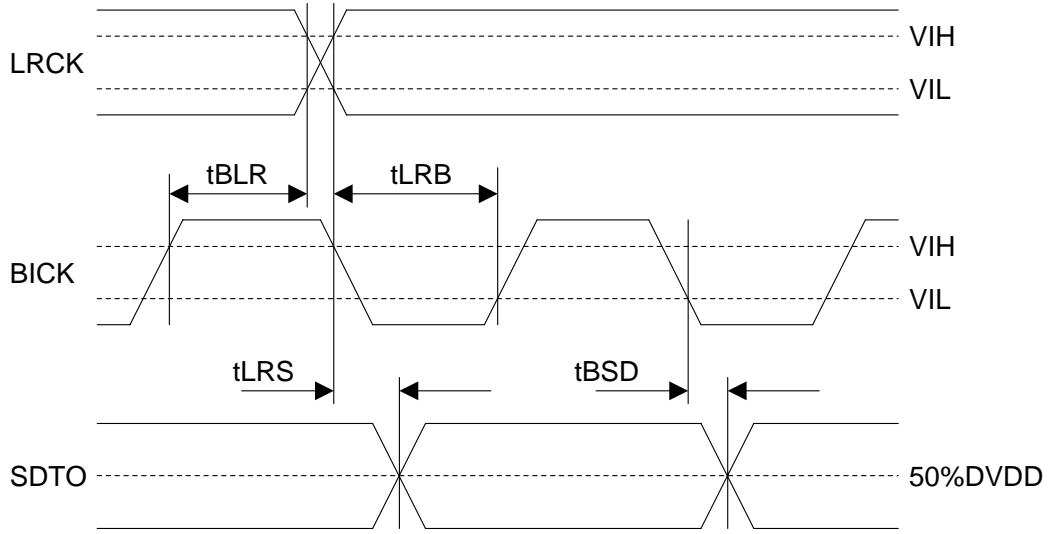 VIH
LRCK
VIL
tBLR
tLRB
VIH
BICK
VIL
tLRS
tBSD
SDTO
50%DVDD